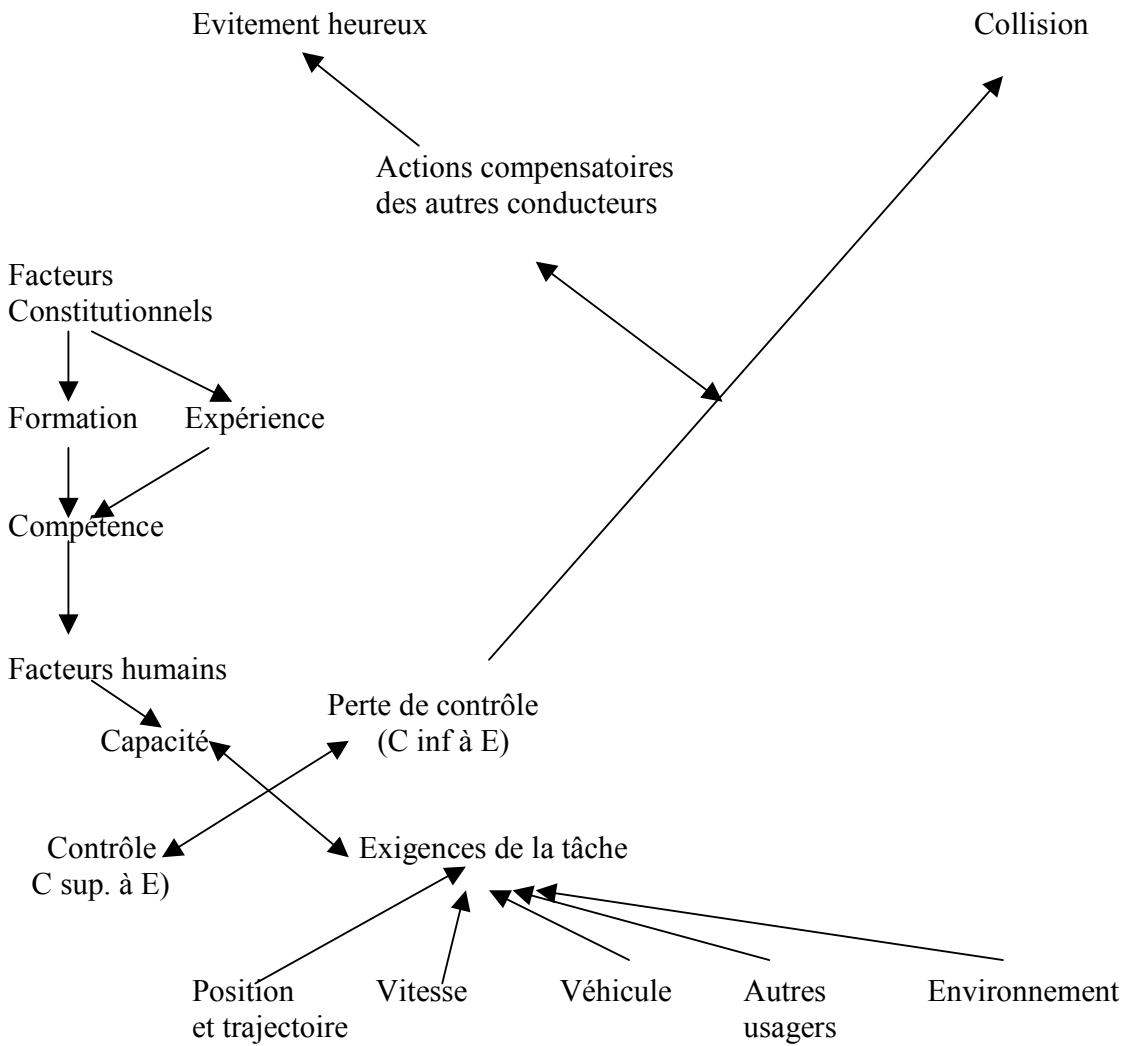 Evitement heureux
Collision
Actions compensatoires
des autres conducteurs
Facteurs
Constitutionnels
Formation
Expérience
Compétence
Facteurs humains
Perte de contrôle
(C inf à E)
Capacité
Contrôle
C sup. à E)
Exigences de la tâche
Position
et trajectoire
Vitesse
Véhicule
Autres
usagers
Environnement